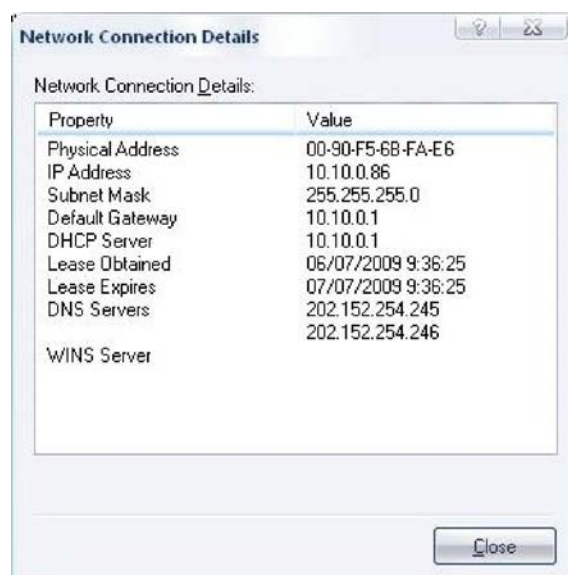 Network Connection Details
Network Connection Details:
Property Value
Physical Address 00-90-F5-6B-FA-E6
IP Address 10.10.0.86
Subnet Mask 255.255.255.0
Default Gateway 10.10.0.1
DHCP Server 10.10.0.1
Lease Obtained 06/07/2009 9:36:25
Lease Expires 07/07/2009 9:36:25
DNS Servers 202.152.254.245
202.152.254.246
WINS Server
Close